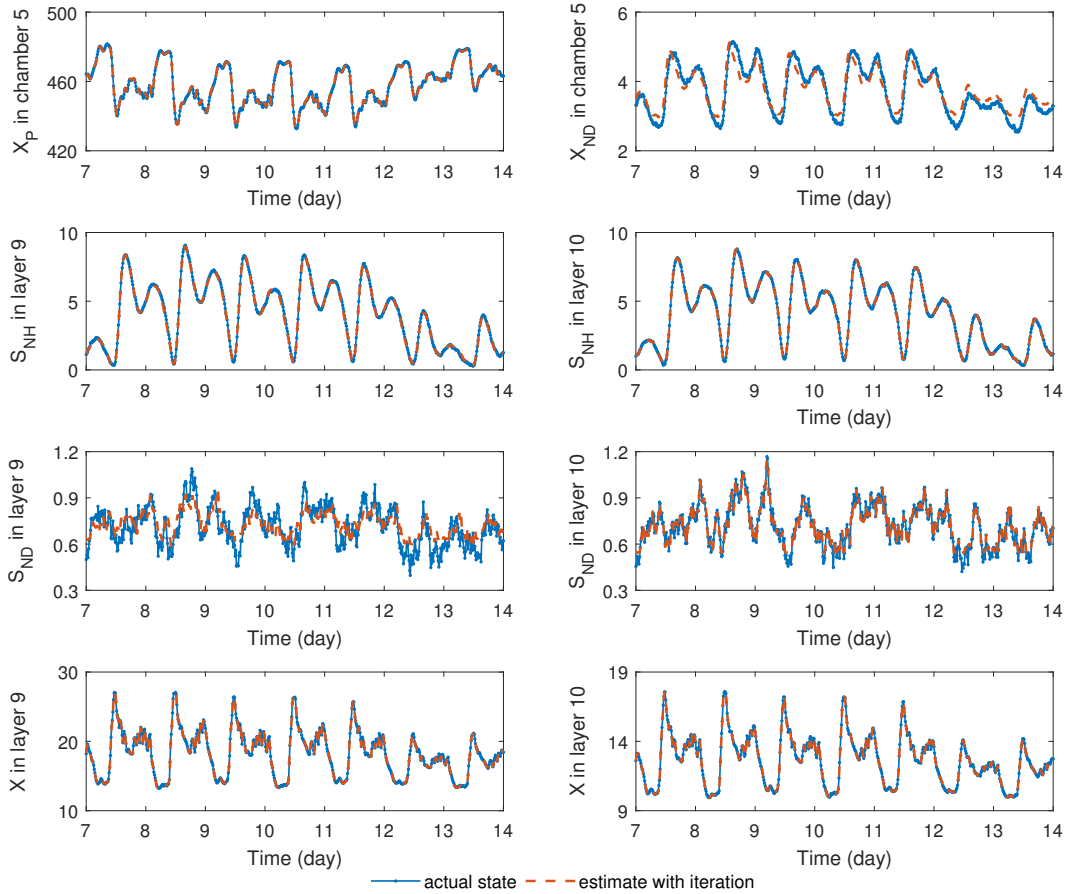 500
460
420
X_P in chamber 5
7 8 9 10 11 12 13 14
Time (day)
6
4
2
X_ND in chamber 5
7 8 9 10 11 12 13 14
Time (day)
10
5
0
S_NH in layer 9
7 8 9 10 11 12 13 14
Time (day)
10
5
0
S_NH in layer 10
7 8 9 10 11 12 13 14
Time (day)
1.2
0.9
0.6
0.3
S_ND in layer 9
7 8 9 10 11 12 13 14
Time (day)
1.2
0.9
0.6
0.3
S_ND in layer 10
7 8 9 10 11 12 13 14
Time (day)
30
20
10
X in layer 9
7 8 9 10 11 12 13 14
Time (day)
19
14
9
X in layer 10
7 8 9 10 11 12 13 14
Time (day)
actual state estimate with iteration